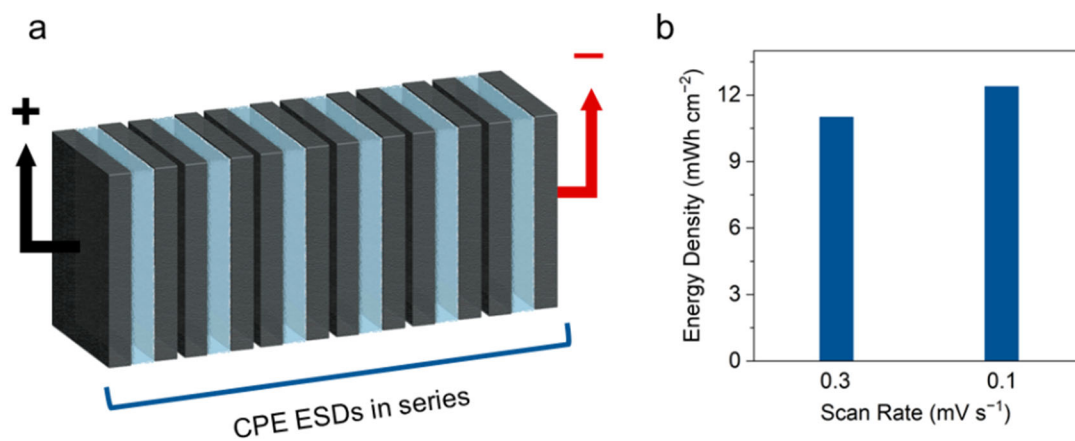 a
+
−
CPE ESDs in series
b
Energy Density (mWh cm⁻²)
12
9
6
3
0
0.3
0.1
Scan Rate (mV s⁻¹)